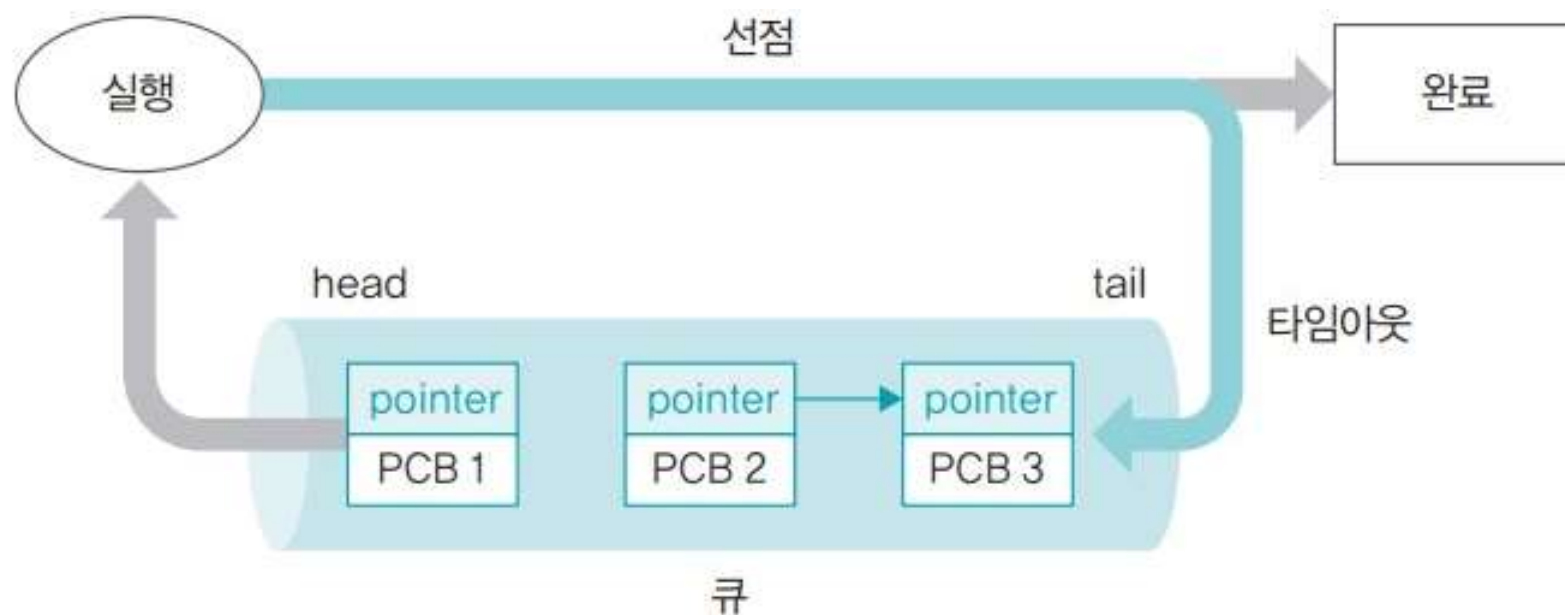 선점
실행
완료
head
tail
타임아웃
pointer
pointer
pointer
PCB 1
PCB 2
PCB 3
큐